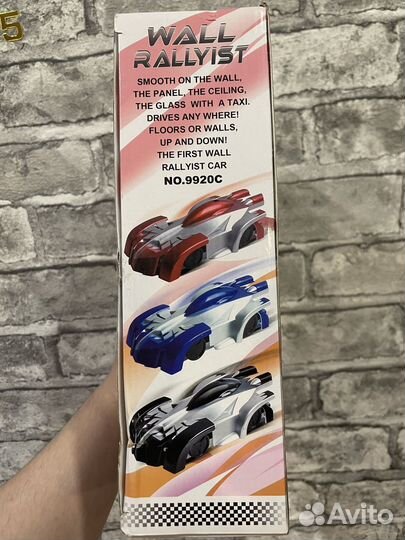 5
WALL
RALLYIST
SMOOTH ON THE WALL,
THE PANEL, THE CEILING,
THE GLASS WITH A TAXI.
DRIVES ANY WHERE!
FLOORS OR WALLS,
UP AND DOWN!
THE FIRST WALL
RALLYIST CAR
NO.9920C
Avito